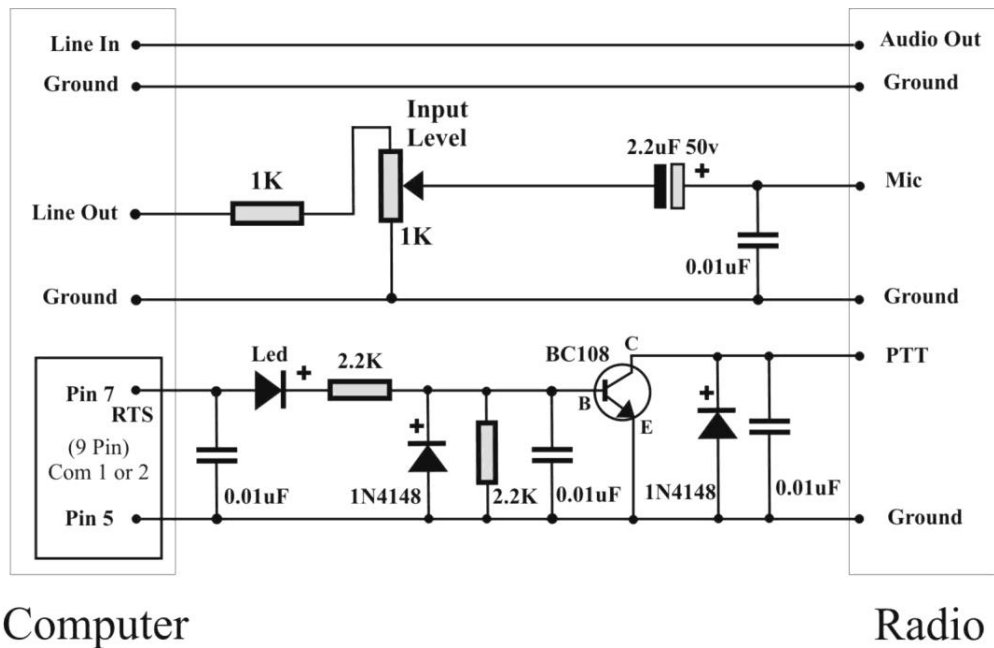 Line In
Audio Out
Ground
Ground
Input
Level
2.2uF 50v
+
1K
Mic
Line Out
1K
0.01uF
Ground
Ground
Led
2.2K
BC108
C
PTT
+
Pin 7
RTS
B
+
+
E
(9 Pin)
Com 1 or 2
0.01uF
1N4148
2.2K
0.01uF
1N4148
0.01uF
Pin 5
Ground
Computer
Radio